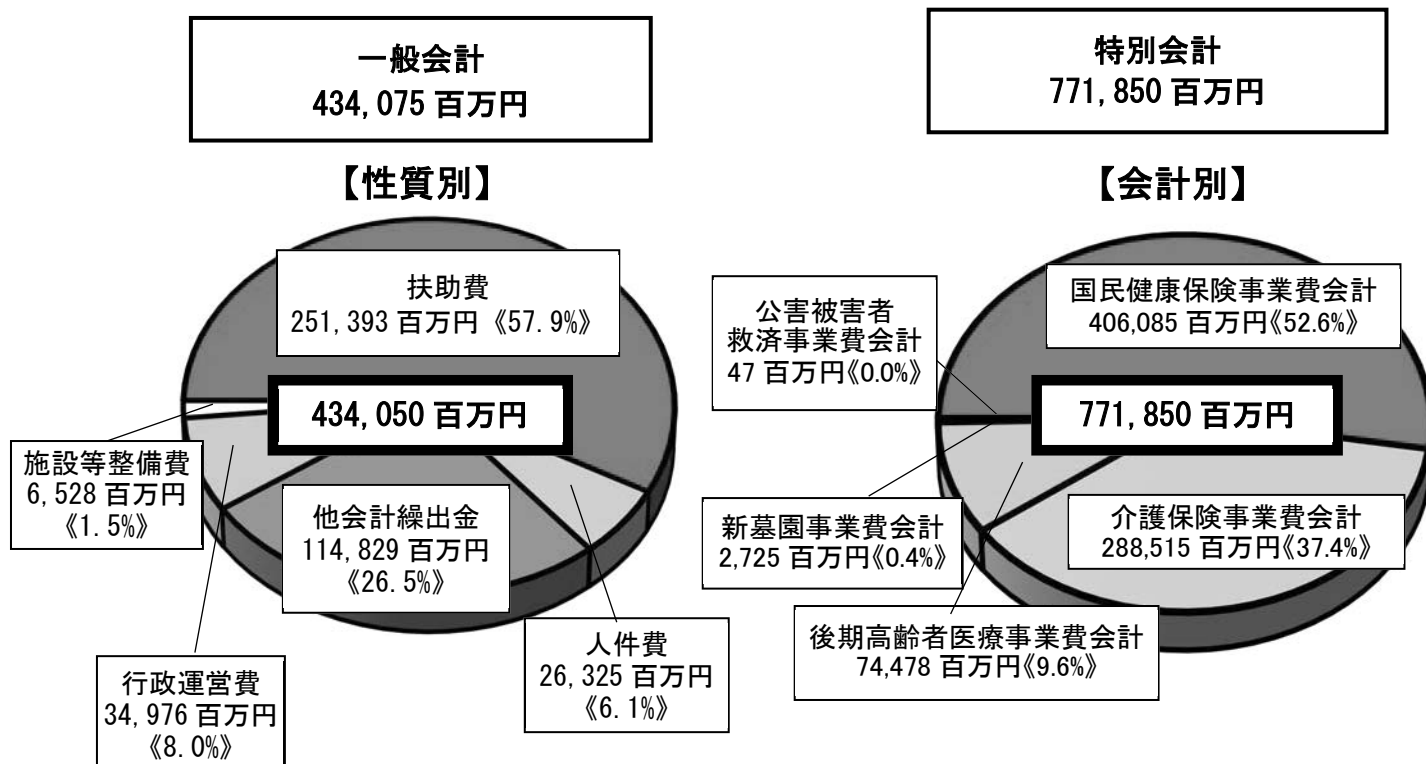 一般会計
434,075 百万円
【性質別】
扶助費
251,393 百万円《57.9%》
434,050 百万円
施設等整備費
6,528 百万円
《1.5%》
他会計繰出金
114,829 百万円
《26.5%》
人件費
26,325 百万円
《6.1%》
行政運営費
34,976 百万円
《8.0%》
特別会計
771,850 百万円
【会計別】
国民健康保険事業費会計
406,085 百万円《52.6%》
公害被害者
救済事業費会計
47 百万円《0.0%》
771,850 百万円
新墓園事業費会計
2,725 百万円《0.4%》
介護保険事業費会計
288,515 百万円《37.4%》
後期高齢者医療事業費会計
74,478 百万円《9.6%》